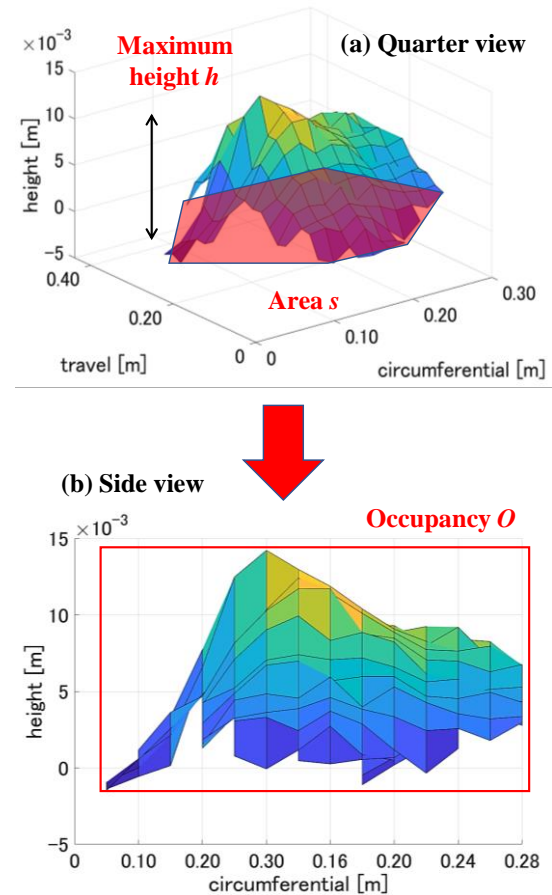 ×10⁻³
Maximum
height h
(a) Quarter view
15
10
5
0
-5
height [m]
0.40
0.20
0
travel [m]
0
0.10
0.20
0.30
circumferential [m]
Area s
(b) Side view
×10⁻³
Occupancy O
15
10
5
0
-5
height [m]
0 0 0.20 0.30 0.16 0.20 0.24 0.28
circumferential [m]